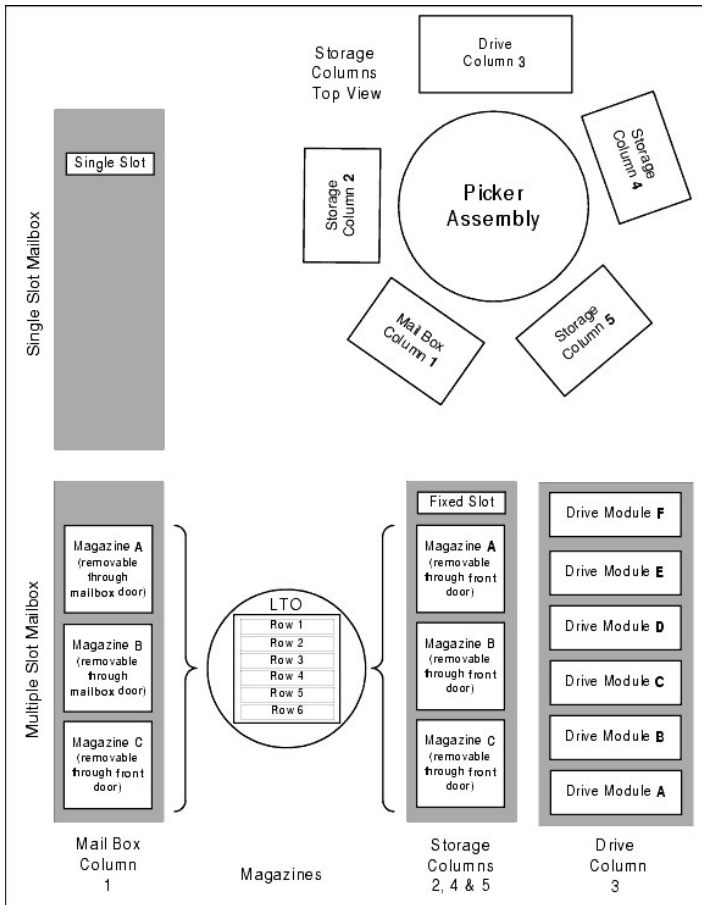 Storage
Columns
Top View
Drive
Column 3
Storage
Column 4
Storage
Column 2
Picker
Assembly
Mail Box
Column 1
Storage
Column 5
Single Slot Mailbox
Single Slot
Multiple Slot Mailbox
Magazine A
(removable
through
mailbox door)
Magazine B
(removable
through
mailbox door)
Magazine C
(removable
through front
door)
LTO
Row 1
Row 2
Row 3
Row 4
Row 5
Row 6
Fixed Slot
Magazine A
(removable
through front
door)
Magazine B
(removable
through front
door)
Magazine C
(removable
through front
door)
Drive Module F
Drive Module E
Drive Module D
Drive Module C
Drive Module B
Drive Module A
Mail Box
Column
1
Magazines
Storage
Columns
2, 4 & 5
Drive
Column
3